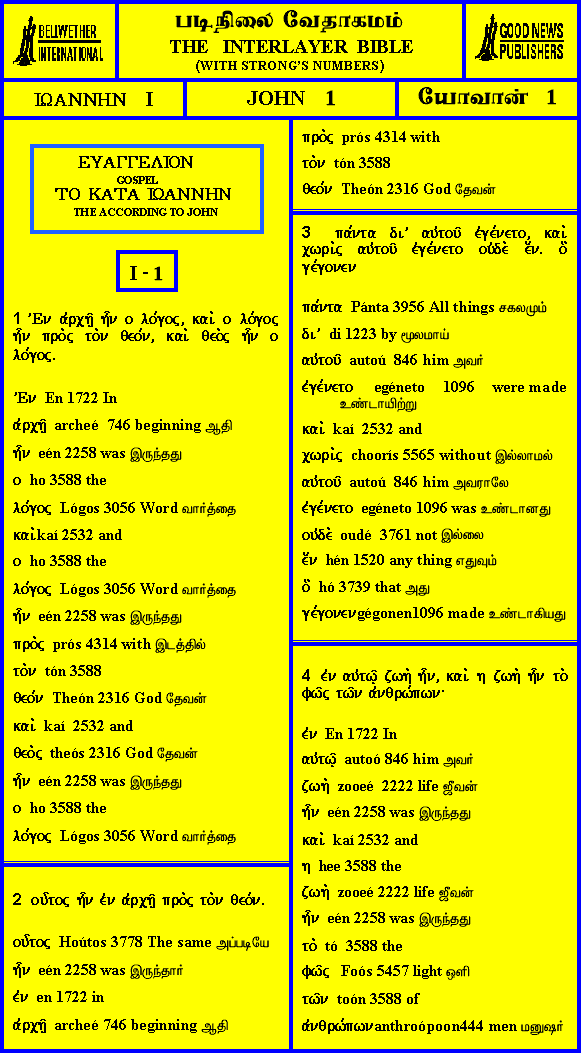 BELLWETHER
INTERNATIONAL
படிநிலை வேதாகமம்
THE INTERLAYER BIBLE
(WITH STRONG'S NUMBERS)
GOOD NEWS
PUBLISHERS
ΙΩΑΝΝΗΝ Ι
JOHN 1
யோவான் 1
ΕΥΑΓΓΕΛΙΟΝ
GOSPEL
ΤΟ ΚΑΤΑ ΙΩΑΝΝΗΝ
THE ACCORDING TO JOHN
I - 1
1 Ἐν ἀρχῇ ἦν ο λόγος, καὶ ο λόγος
ἦν πρὸς τὸν θεόν, καὶ θεὸς ἦν ο
λόγος.
Ἐν En 1722 In
ἀρχῇ archeé 746 beginning ஆதி
ἦν eén 2258 was இருந்தது
ο ho 3588 the
λόγος Lógos 3056 Word வார்த்தை
καὶ kaí 2532 and
ο ho 3588 the
λόγος Lógos 3056 Word வார்த்தை
ἦν eén 2258 was இருந்தது
πρὸς prós 4314 with இடத்தில்
τὸν tón 3588
θεόν Theón 2316 God தேவன்
καὶ kaí 2532 and
θεὸς theós 2316 God தேவன்
ἦν eén 2258 was இருந்தது
ο ho 3588 the
λόγος Lógos 3056 Word வார்த்தை
2 οὗτος ἦν ἐν ἀρχῇ πρὸς τὸν θεόν.
οὗτος Hoútos 3778 The same அப்படியே
ἦν eén 2258 was இருந்தார்
ἐν en 1722 in
ἀρχῇ archeé 746 beginning ஆதி
πρὸς prós 4314 with
τὸν tón 3588
θεόν Theón 2316 God தேவன்
3 πάντα δι' αὐτοῦ ἐγένετο, καὶ
χωρὶς αὐτοῦ ἐγένετο οὐδὲ ἕν. ὃ
γέγονεν
πάντα Pánta 3956 All things சகலமும்
δι' di 1223 by மூலமாய்
αὐτοῦ autoú 846 him அவர்
ἐγένετο egéneto 1096 were made
உண்டாயிற்று
καὶ kaí 2532 and
χωρὶς choorís 5565 without இல்லாமல்
αὐτοῦ autoú 846 him அவராலே
ἐγένετο egéneto 1096 was உண்டானது
οὐδὲ oudé 3761 not இல்லை
ἕν hén 1520 any thing எதுவும்
ὃ hó 3739 that அது
γέγονεν gégonen1096 made உண்டாகியது
4 ἐν αὐτῷ ζωὴ ἦν, καὶ η ζωὴ ἦν τὸ
φῶς τῶν ἀνθρώπων·
ἐν En 1722 In
αὐτῷ autoó 846 him அவர்
ζωὴ zooeé 2222 life ஜீவன்
ἦν eén 2258 was இருந்தது
καὶ kaí 2532 and
η hee 3588 the
ζωὴ zooeé 2222 life ஜீவன்
ἦν eén 2258 was இருந்தது
τὸ tó 3588 the
φῶς Foós 5457 light ஒளி
τῶν toón 3588 of
ἀνθρώπων anthroópoon444 men மனுஷர்